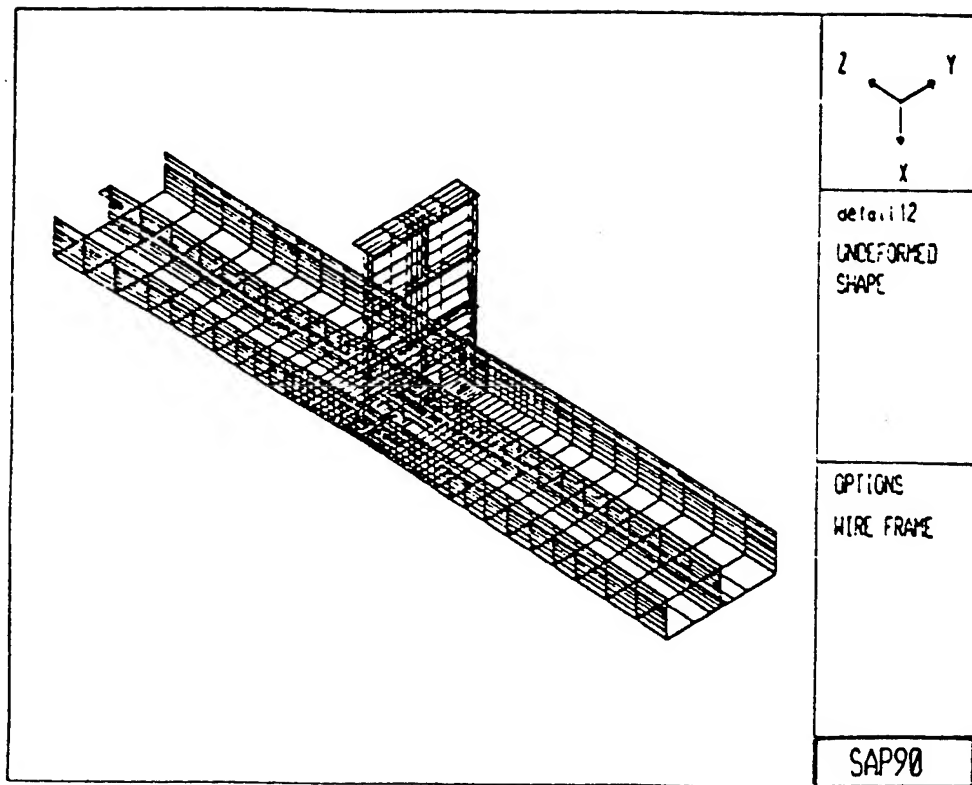 Z Y
X
detail2
UNDEFORMED
SHAPE
OPTIONS
WIRE FRAME
SAP90